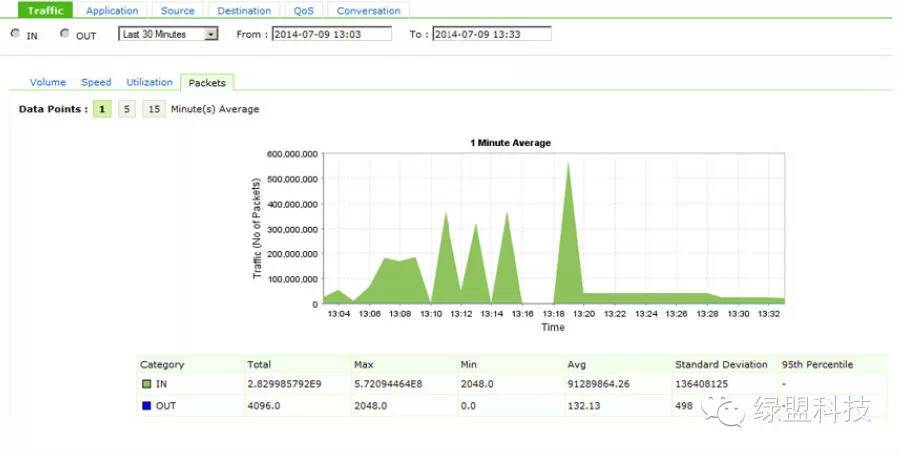 Traffic Application Source Destination QoS Conversation
IN OUT Last 30 Minutes From : 2014-07-09 13:03 To : 2014-07-09 13:33
Volume Speed Utilization Packets
Data Points : 1 5 15 Minute(s) Average
1 Minute Average
600,000,000
500,000,000
400,000,000
300,000,000
200,000,000
100,000,000
0
Traffic (No of Packets)
13:04 13:06 13:08 13:10 13:12 13:14 13:16 13:18 13:20 13:22 13:24 13:26 13:28 13:30 13:32
Time
Category Total Max Min Avg Standard Deviation 95th Percentile
IN 2.829985792E9 5.72094464E8 2048.0 91289864.26 136408125 -
OUT 4096.0 2048.0 0.0 132.13 498 -
绿盟科技